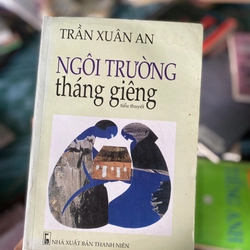 TRẦN XUÂN AN
NGÔI TRƯỜNG
tháng giêng
tiểu thuyết
NHÀ XUẤT BẢN THANH NIÊN